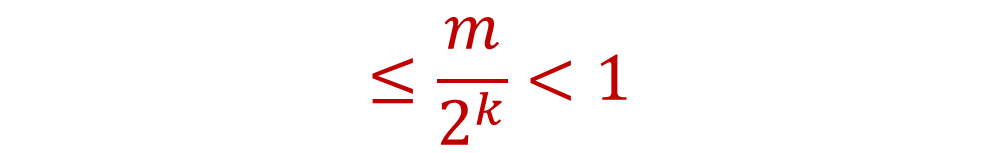 ≤ m/2^k < 1